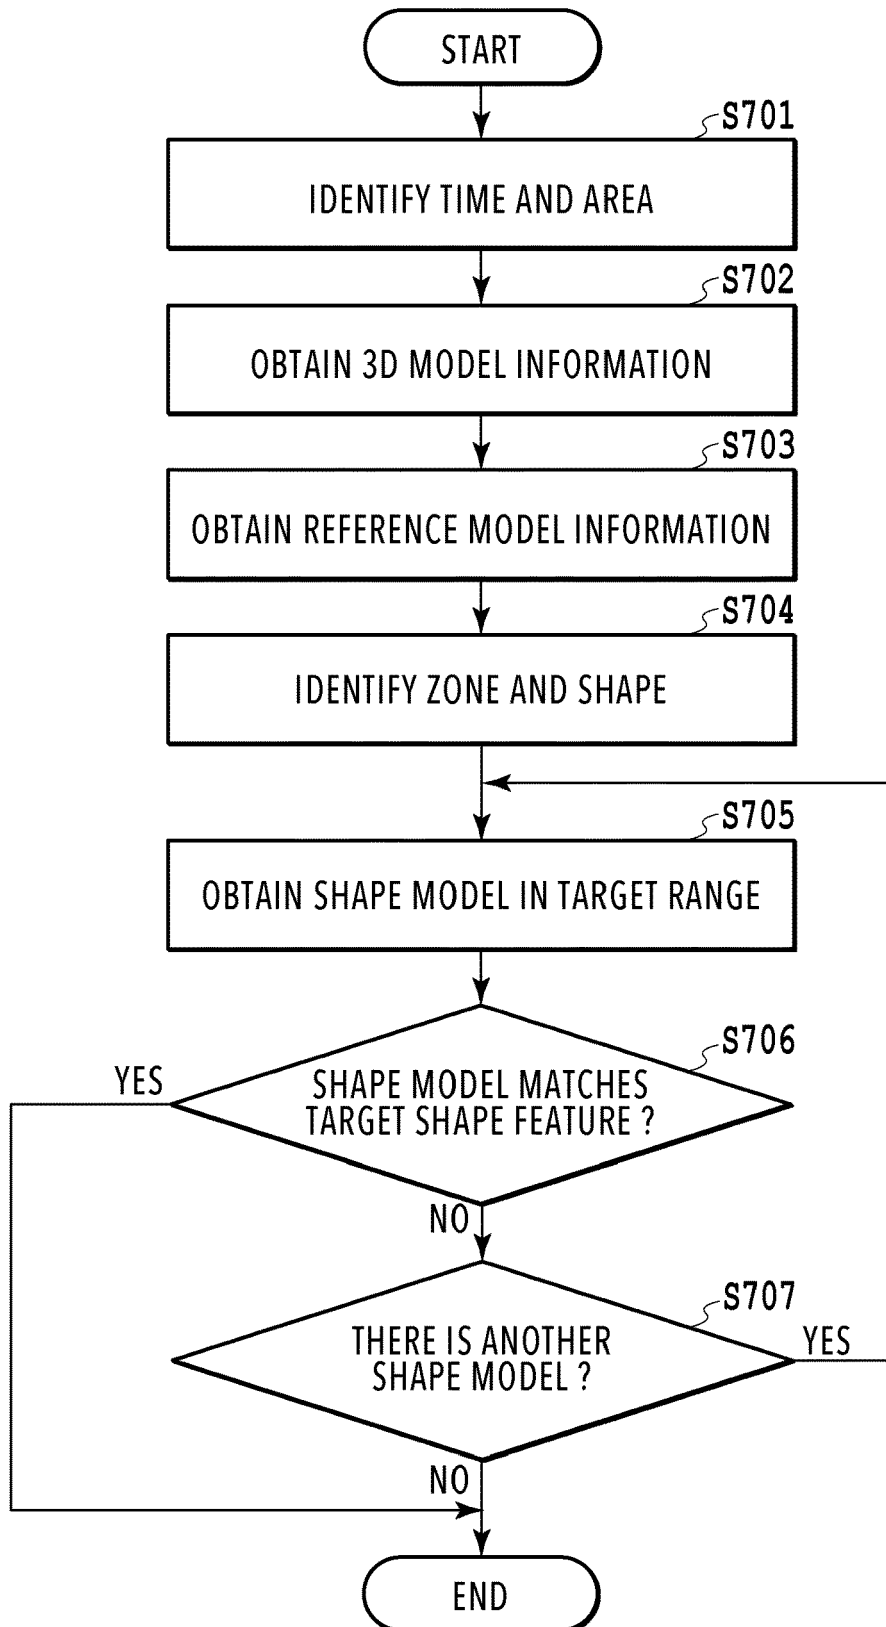 START
S701
IDENTIFY TIME AND AREA
S702
OBTAIN 3D MODEL INFORMATION
S703
OBTAIN REFERENCE MODEL INFORMATION
S704
IDENTIFY ZONE AND SHAPE
S705
OBTAIN SHAPE MODEL IN TARGET RANGE
S706
YES
SHAPE MODEL MATCHES
TARGET SHAPE FEATURE ?
NO
S707
THERE IS ANOTHER
SHAPE MODEL ?
YES
NO
END